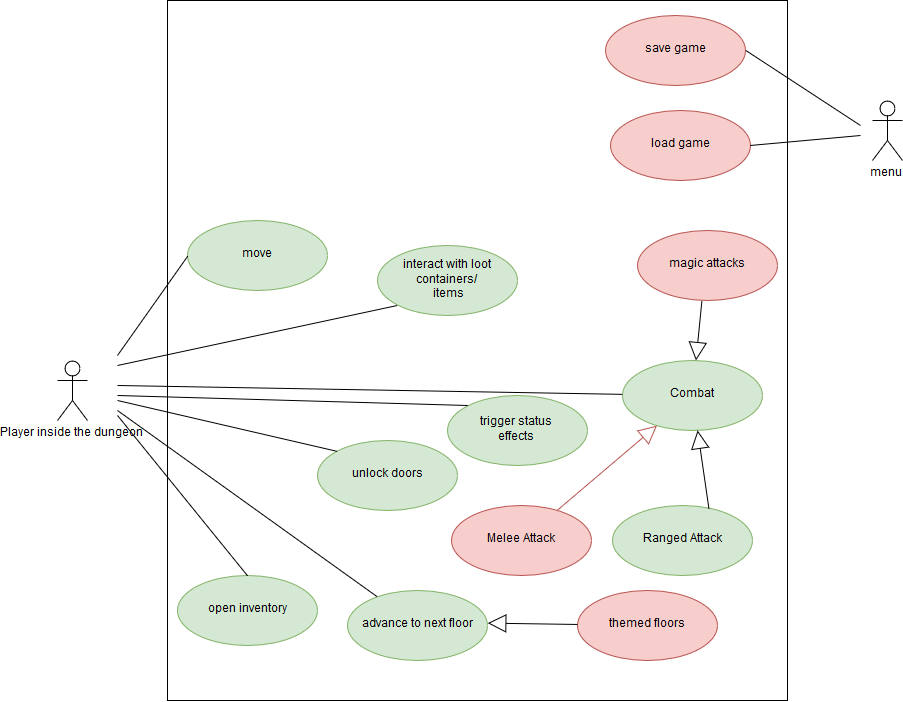 save game
load game
menu
move
interact with loot
containers/
items
magic attacks
Combat
Player inside the dungeon
trigger status
effects
unlock doors
Melee Attack
Ranged Attack
open inventory
advance to next floor
themed floors